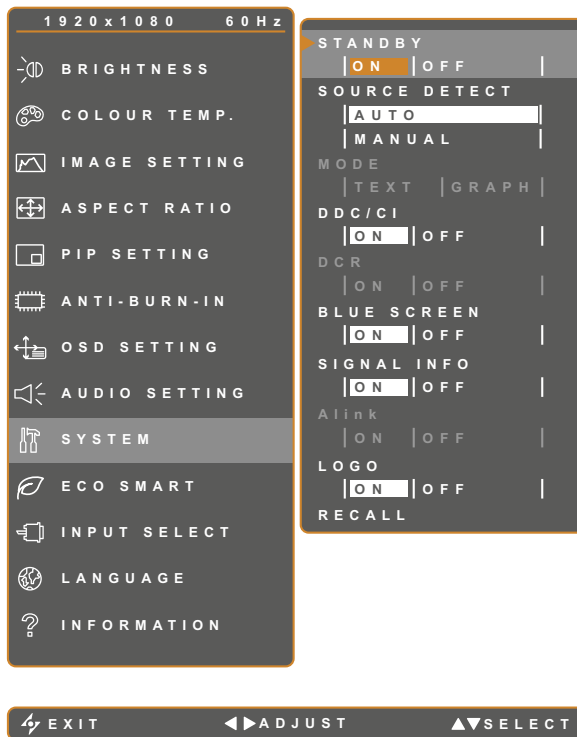 1920x1080 60Hz
BRIGHTNESS
COLOUR TEMP.
IMAGE SETTING
ASPECT RATIO
PIP SETTING
ANTI-BURN-IN
OSD SETTING
AUDIO SETTING
SYSTEM
ECO SMART
INPUT SELECT
LANGUAGE
INFORMATION
STANDBY
ON OFF
SOURCE DETECT
AUTO
MANUAL
MODE
TEXT GRAPH
DDC/CI
ON OFF
DCR
ON OFF
BLUE SCREEN
ON OFF
SIGNAL INFO
ON OFF
Alink
ON OFF
LOGO
ON OFF
RECALL
EXIT ◀▶ADJUST ▲▼SELECT